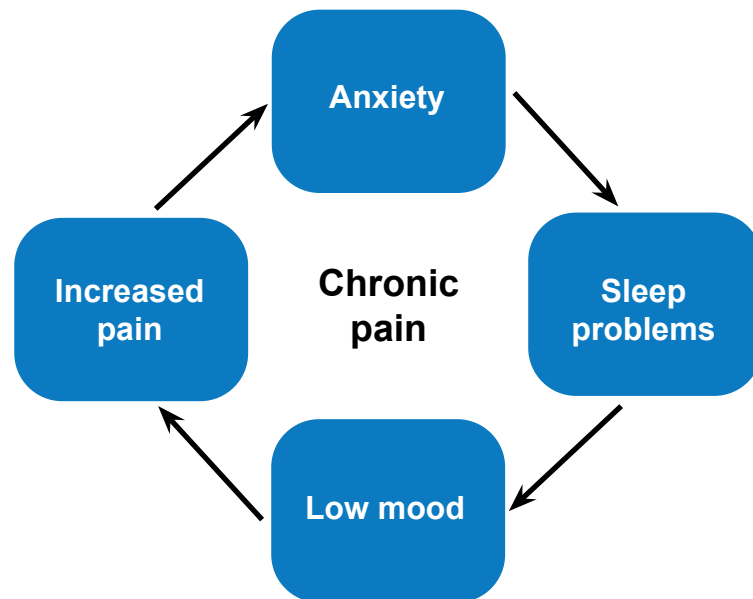 Anxiety
Increased
pain
Chronic
pain
Sleep
problems
Low mood